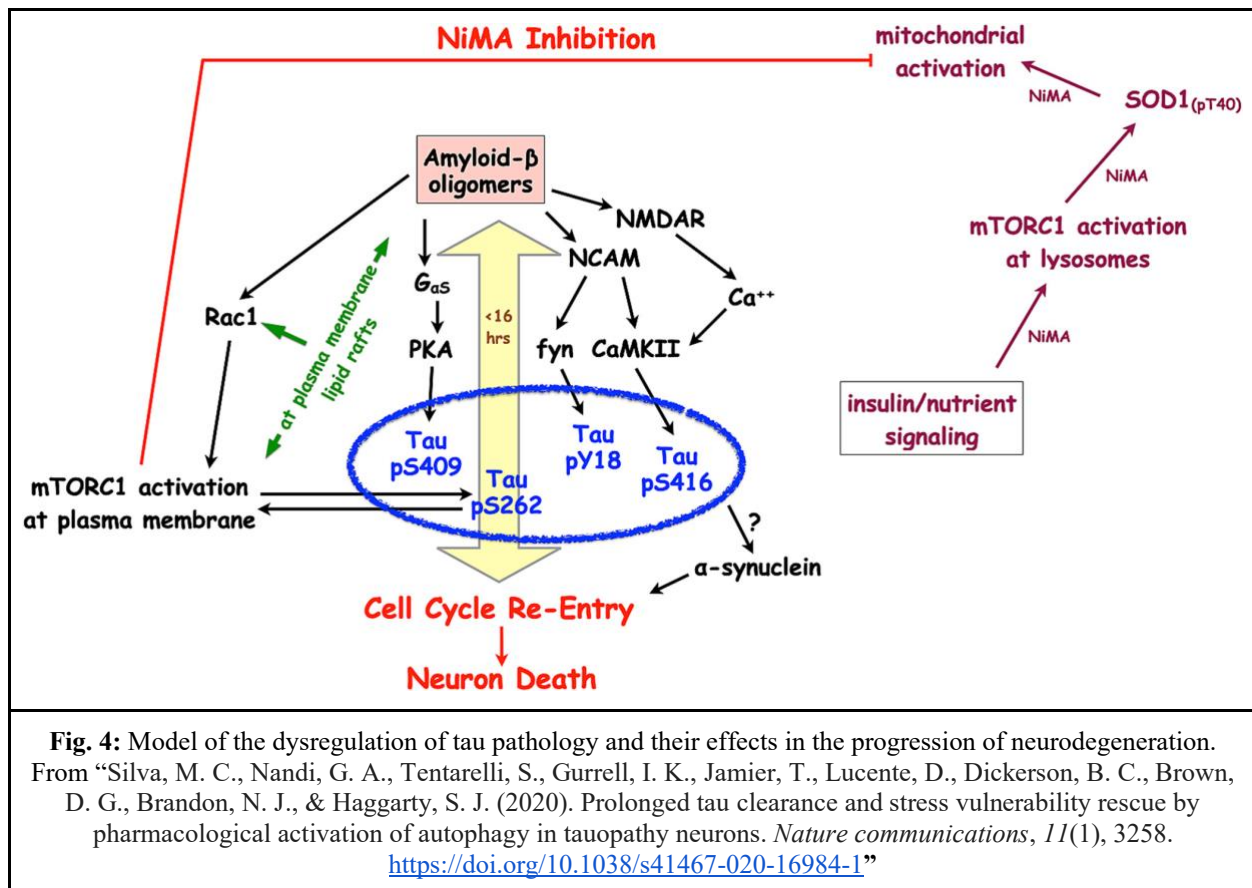 NiMA Inhibition
mitochondrial
activation
NiMA
SOD1(pT40)
NiMA
mTORC1 activation
at lysosomes
NiMA
insulin/nutrient
signaling
Amyloid-β
oligomers
NMDAR
NCAM
GαS
Ca++
Rac1
at plasma membrane
lipid rafts
<16
hrs
PKA
fyn
CaMKII
Tau
pS409
Tau
pY18
Tau
pS416
Tau
pS262
mTORC1 activation
at plasma membrane
?
α-synuclein
Cell Cycle Re-Entry
Neuron Death
Fig. 4: Model of the dysregulation of tau pathology and their effects in the progression of neurodegeneration.
From “Silva, M. C., Nandi, G. A., Tentarelli, S., Gurrell, I. K., Jamier, T., Lucente, D., Dickerson, B. C., Brown,
D. G., Brandon, N. J., & Haggarty, S. J. (2020). Prolonged tau clearance and stress vulnerability rescue by
pharmacological activation of autophagy in tauopathy neurons. Nature communications, 11(1), 3258.
https://doi.org/10.1038/s41467-020-16984-1”